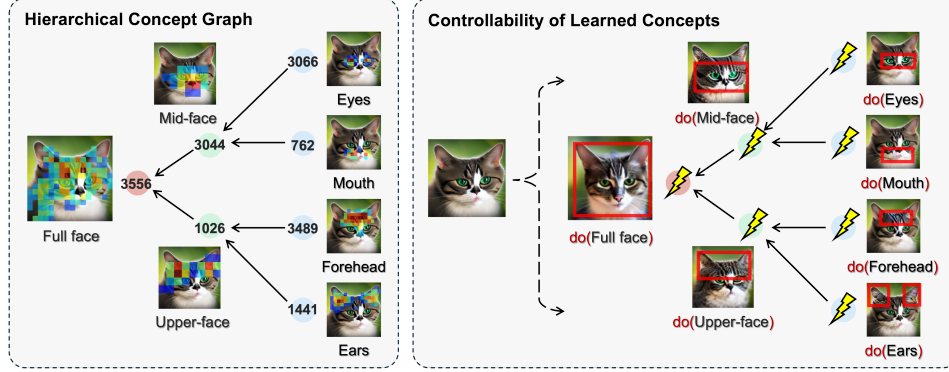 Hierarchical Concept Graph
3066
Eyes
Mid-face
3044
762
Mouth
3556
Full face
1026
3489
Forehead
Upper-face
1441
Ears
Controllability of Learned Concepts
do(Eyes)
do(Mid-face)
do(Mouth)
do(Full face)
do(Forehead)
do(Upper-face)
do(Ears)